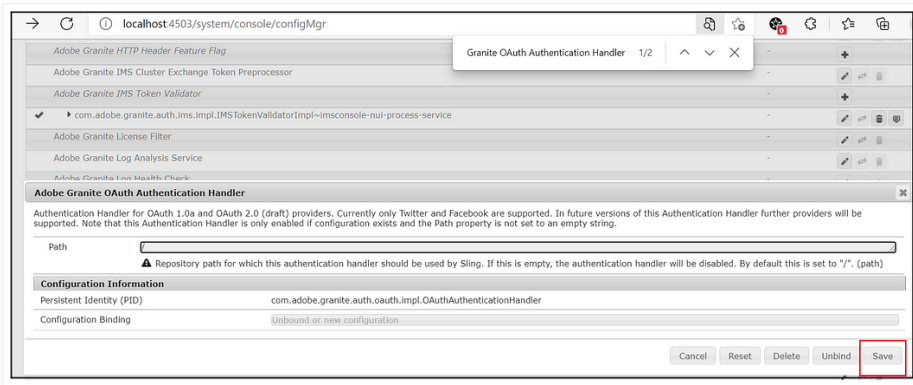 localhost:4503/system/console/configMgr
0
Granite OAuth Authentication Handler 1/2
Adobe Granite HTTP Header Feature Flag -
Adobe Granite IMS Cluster Exchange Token Preprocessor -
Adobe Granite IMS Token Validator -
com.adobe.granite.auth.ims.impl.IMSTokenValidatorImpl~imsconsole-nui-process-service -
Adobe Granite License Filter -
Adobe Granite Log Analysis Service -
Adobe Granite Log Health Check
Adobe Granite OAuth Authentication Handler
Authentication Handler for OAuth 1.0a and OAuth 2.0 (draft) providers. Currently only Twitter and Facebook are supported. In future versions of this Authentication Handler further providers will be
supported. Note that this Authentication Handler is only enabled if configuration exists and the Path property is not set to an empty string.
Path /
Repository path for which this authentication handler should be used by Sling. If this is empty, the authentication handler will be disabled. By default this is set to "/". (path)
Configuration Information
Persistent Identity (PID) com.adobe.granite.auth.oauth.impl.OAuthAuthenticationHandler
Configuration Binding Unbound or new configuration
Cancel Reset Delete Unbind Save